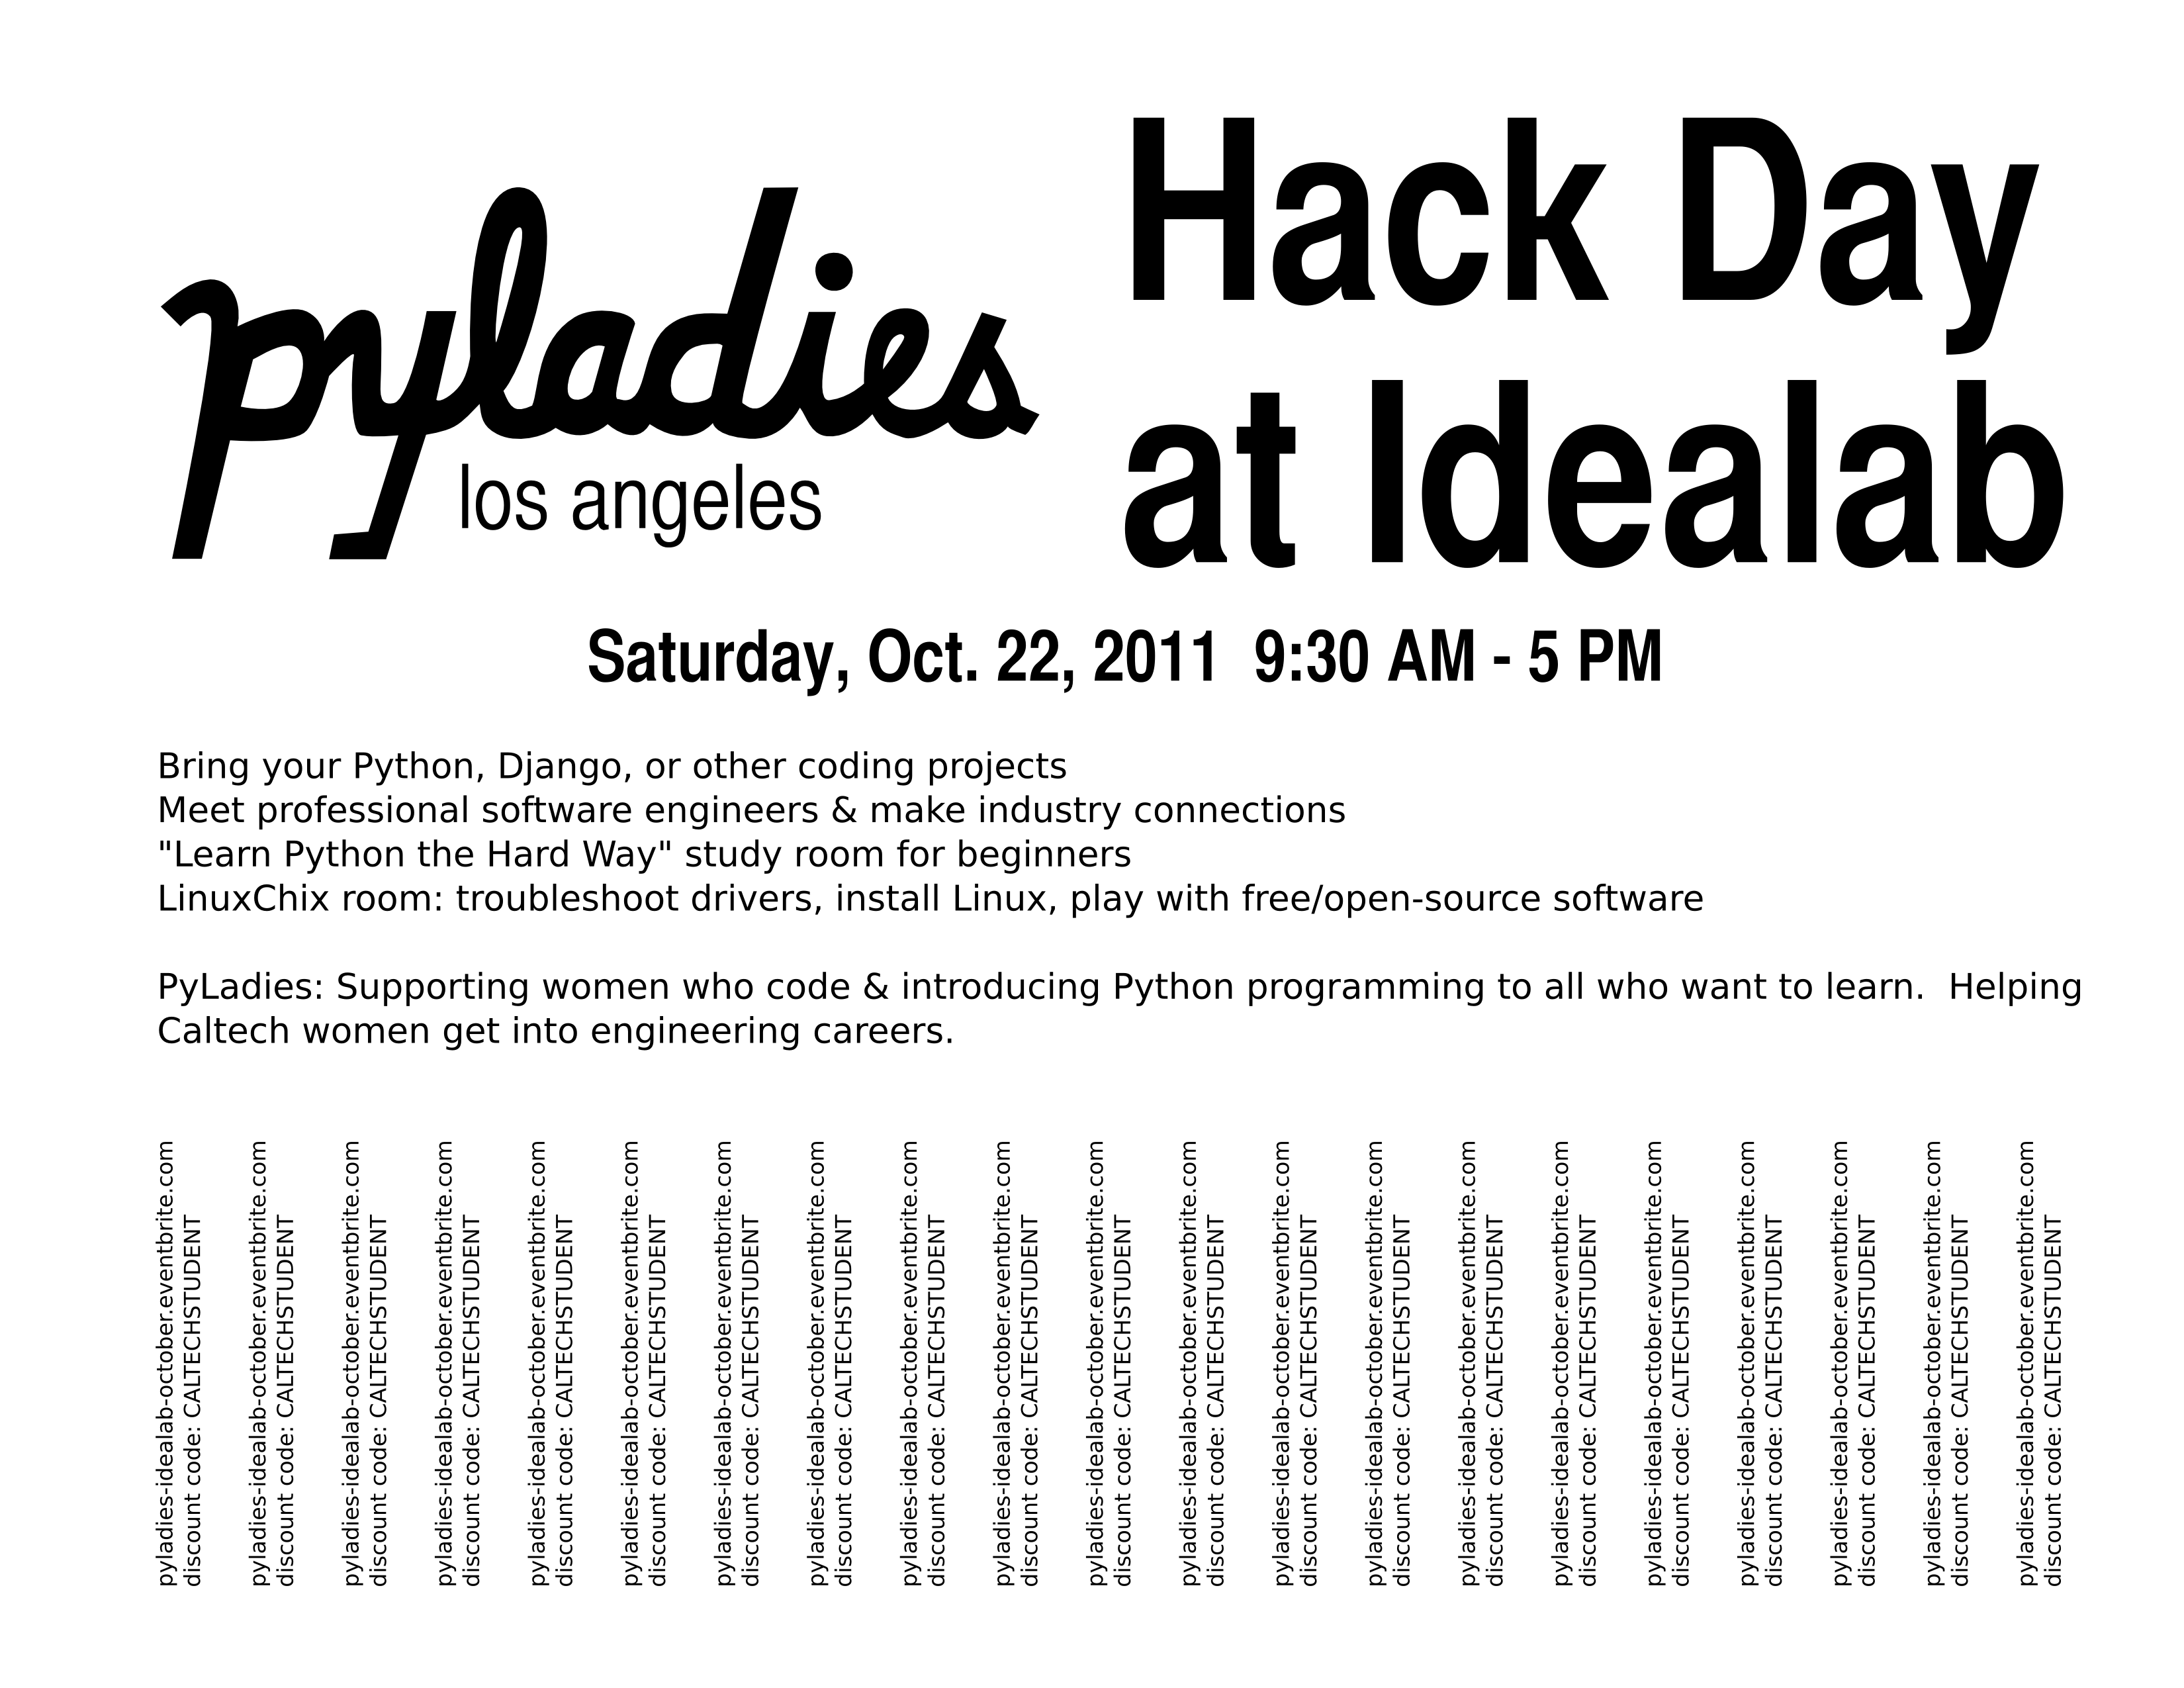 pyladies
los angeles
Hack Day
at Idealab
Saturday, Oct. 22, 2011  9:30 AM - 5 PM
Bring your Python, Django, or other coding projects
Meet professional software engineers & make industry connections
"Learn Python the Hard Way" study room for beginners
LinuxChix room: troubleshoot drivers, install Linux, play with free/open-source software
PyLadies: Supporting women who code & introducing Python programming to all who want to learn.  Helping
Caltech women get into engineering careers.
pyladies-idealab-october.eventbrite.com
discount code: CALTECHSTUDENT
pyladies-idealab-october.eventbrite.com
discount code: CALTECHSTUDENT
pyladies-idealab-october.eventbrite.com
discount code: CALTECHSTUDENT
pyladies-idealab-october.eventbrite.com
discount code: CALTECHSTUDENT
pyladies-idealab-october.eventbrite.com
discount code: CALTECHSTUDENT
pyladies-idealab-october.eventbrite.com
discount code: CALTECHSTUDENT
pyladies-idealab-october.eventbrite.com
discount code: CALTECHSTUDENT
pyladies-idealab-october.eventbrite.com
discount code: CALTECHSTUDENT
pyladies-idealab-october.eventbrite.com
discount code: CALTECHSTUDENT
pyladies-idealab-october.eventbrite.com
discount code: CALTECHSTUDENT
pyladies-idealab-october.eventbrite.com
discount code: CALTECHSTUDENT
pyladies-idealab-october.eventbrite.com
discount code: CALTECHSTUDENT
pyladies-idealab-october.eventbrite.com
discount code: CALTECHSTUDENT
pyladies-idealab-october.eventbrite.com
discount code: CALTECHSTUDENT
pyladies-idealab-october.eventbrite.com
discount code: CALTECHSTUDENT
pyladies-idealab-october.eventbrite.com
discount code: CALTECHSTUDENT
pyladies-idealab-october.eventbrite.com
discount code: CALTECHSTUDENT
pyladies-idealab-october.eventbrite.com
discount code: CALTECHSTUDENT
pyladies-idealab-october.eventbrite.com
discount code: CALTECHSTUDENT
pyladies-idealab-october.eventbrite.com
discount code: CALTECHSTUDENT
pyladies-idealab-october.eventbrite.com
discount code: CALTECHSTUDENT